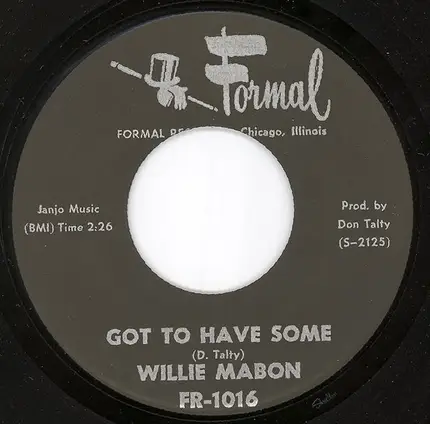 Formal
FORMAL Chicago, Illinois
Janjo Music
(BMI) Time 2:26
Prod. by
Don Talty
(S-2125)
GOT TO HAVE SOME
(D. Talty)
WILLIE MABON
FR-1016